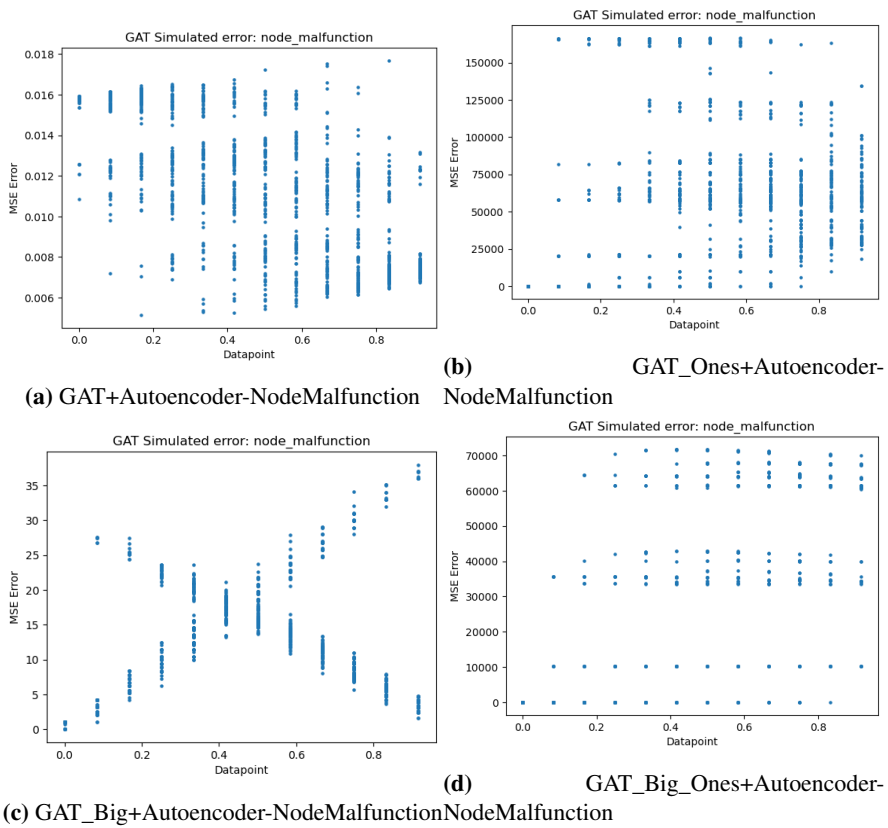 GAT Simulated error: node_malfunction
0.018
0.016
0.014
0.012
0.010
0.008
0.006
MSE Error
0.0 0.2 0.4 0.6 0.8
Datapoint
(a) GAT+Autoencoder-NodeMalfunction
GAT Simulated error: node_malfunction
150000
125000
100000
75000
50000
25000
0
MSE Error
0.0 0.2 0.4 0.6 0.8
Datapoint
(b) GAT_Ones+Autoencoder-
NodeMalfunction
GAT Simulated error: node_malfunction
35
30
25
20
15
10
5
0
MSE Error
0.0 0.2 0.4 0.6 0.8
Datapoint
(c) GAT_Big+Autoencoder-NodeMalfunction
GAT Simulated error: node_malfunction
70000
60000
50000
40000
30000
20000
10000
0
MSE Error
0.0 0.2 0.4 0.6 0.8
Datapoint
(d) GAT_Big_Ones+Autoencoder-
NodeMalfunction